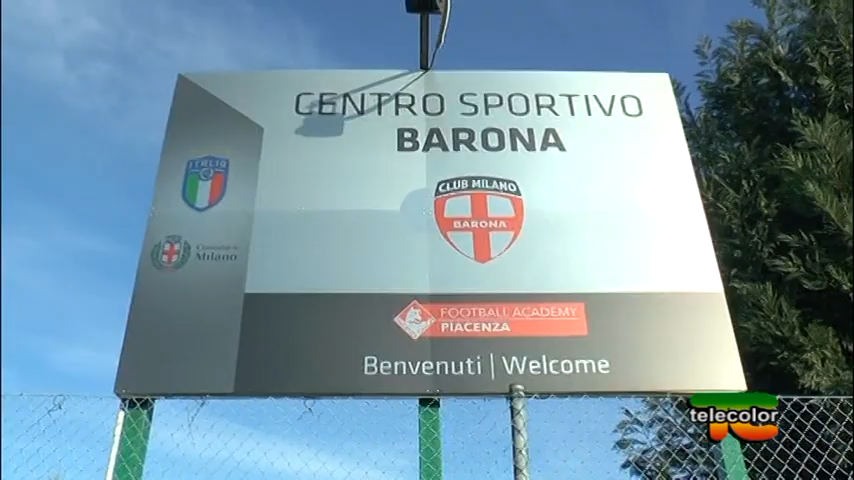 CENTRO SPORTIVO
BARONA
ITALIA
CLUB MILANO
BARONA
Comune di
Milano
FOOTBALL ACADEMY
PIACENZA
Benvenuti | Welcome
telecolor